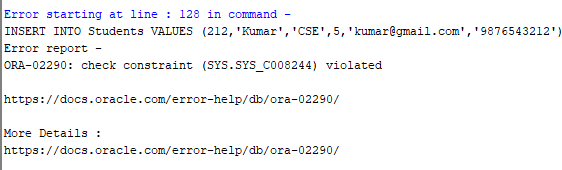 Error starting at line : 128 in command -
INSERT INTO Students VALUES (212,'Kumar','CSE',5,'kumar@gmail.com','9876543212')
Error report -
ORA-02290: check constraint (SYS.SYS_C008244) violated
https://docs.oracle.com/error-help/db/ora-02290/
More Details :
https://docs.oracle.com/error-help/db/ora-02290/